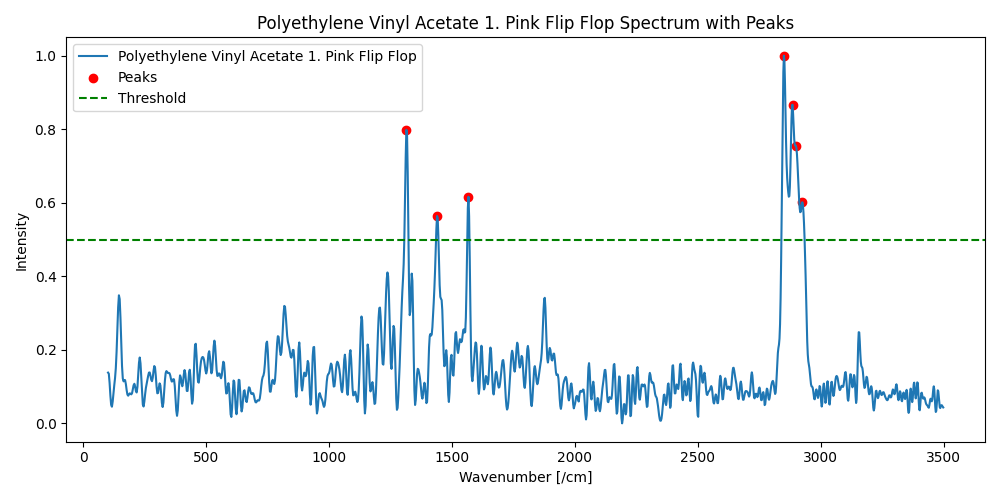 Polyethylene Vinyl Acetate 1. Pink Flip Flop Spectrum with Peaks
Polyethylene Vinyl Acetate 1. Pink Flip Flop
Peaks
Threshold
Intensity
1.0
0.8
0.6
0.4
0.2
0.0
0 500 1000 1500 2000 2500 3000 3500
Wavenumber [/cm]